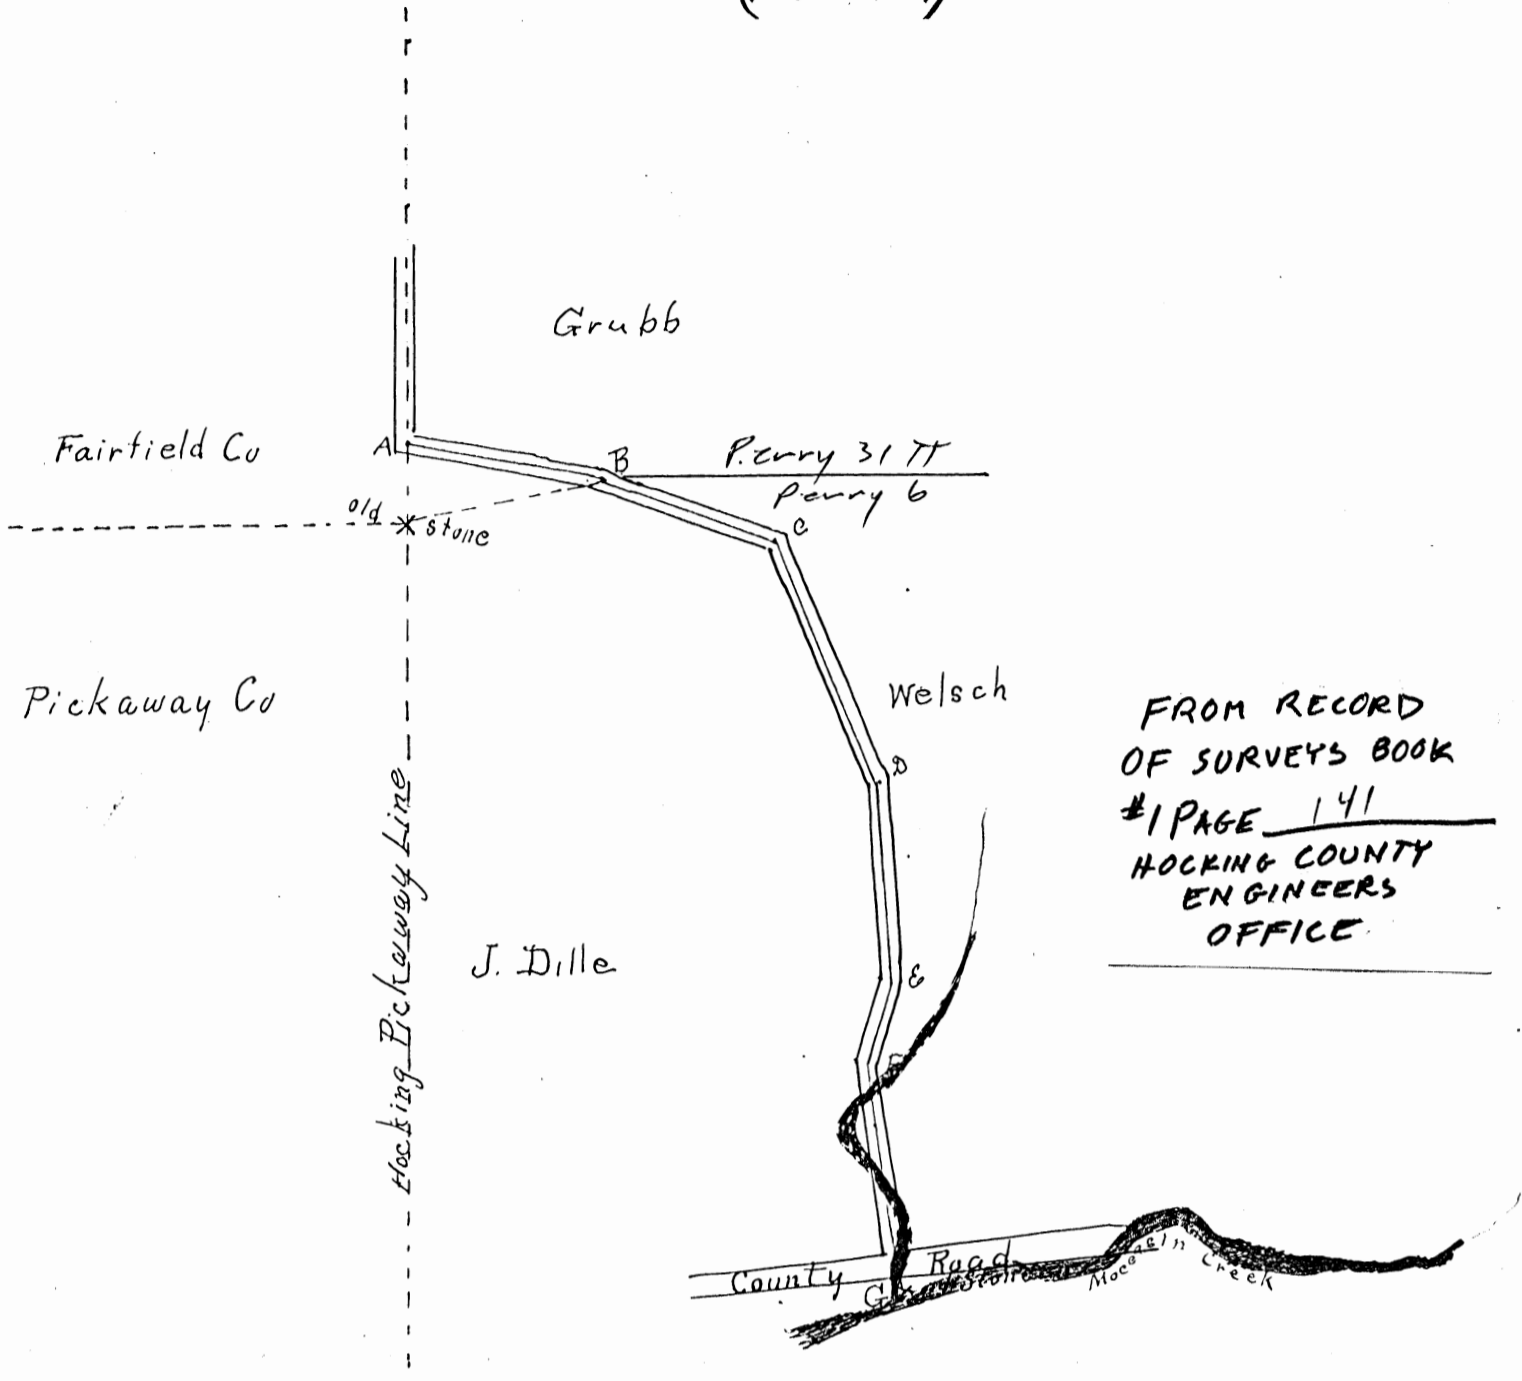 Grubb
Fairfield Co
A
B
Perry 31 TT
Perry 6
old stone
C
Pickaway Co
Welsch
D
FROM RECORD
OF SURVEYS BOOK
#1 PAGE 141
HOCKING COUNTY
ENGINEERS
OFFICE
Hocking Pickaway Line
J. Dille
E
F
County Road
G
Creek